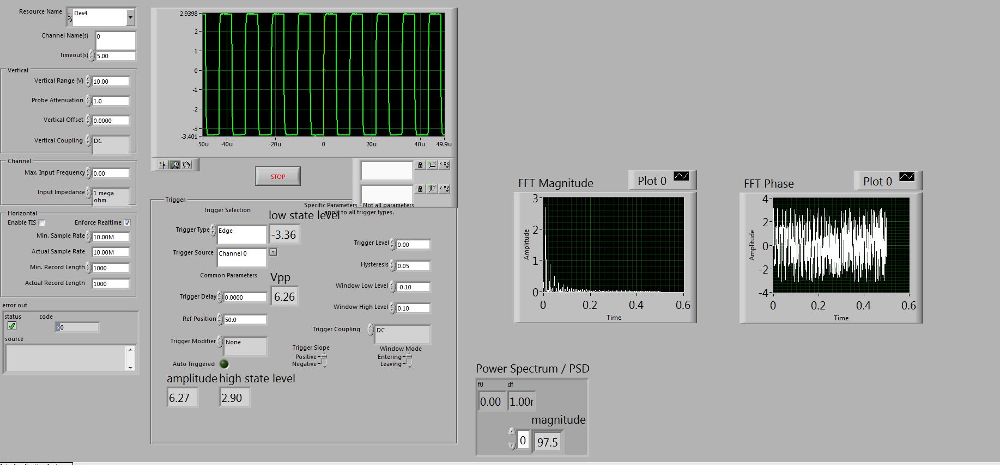 Resource Name
Dev4
Channel Name(s)
0
Timeout(s)
5.00
Vertical
Vertical Range (V)
10.00
Probe Attenuation
1.0
Vertical Offset
0.0000
Vertical Coupling
DC
Channel
Max. Input Frequency
0.00
Input Impedance
1 mega
ohm
Horizontal
Enable TIS
Enforce Realtime
Min. Sample Rate
10.00M
Actual Sample Rate
10.00M
Min. Record Length
1000
Actual Record Length
1000
error out
status
code
x0
source
2.9398
2
1
0
-1
-2
-3
-3.401
-50u
-40u
-20u
0
20u
40u
49.9u
STOP
X.XX
Y.YY
Trigger
Trigger Selection
Specific Parameters - Not all parameters
apply to all trigger types.
low state level
-3.36
Trigger Type
Edge
Trigger Source
Channel 0
Common Parameters
Vpp
6.26
Trigger Delay
0.0000
Ref Position
50.0
Trigger Modifier
None
Auto Triggered
Trigger Level
0.00
Hysteresis
0.05
Window Low Level
-0.10
Window High Level
0.10
Trigger Coupling
DC
Trigger Slope
Positive
Negative
Window Mode
Entering
Leaving
amplitude
high state level
6.27
2.90
FFT Magnitude
Plot 0
Amplitude
3
2
1
0
0
0.2
0.4
0.6
Time
FFT Phase
Plot 0
Amplitude
4
2
0
-2
-4
0
0.2
0.4
0.6
Time
Power Spectrum / PSD
f0
df
0.00
magnitude
0
97.5